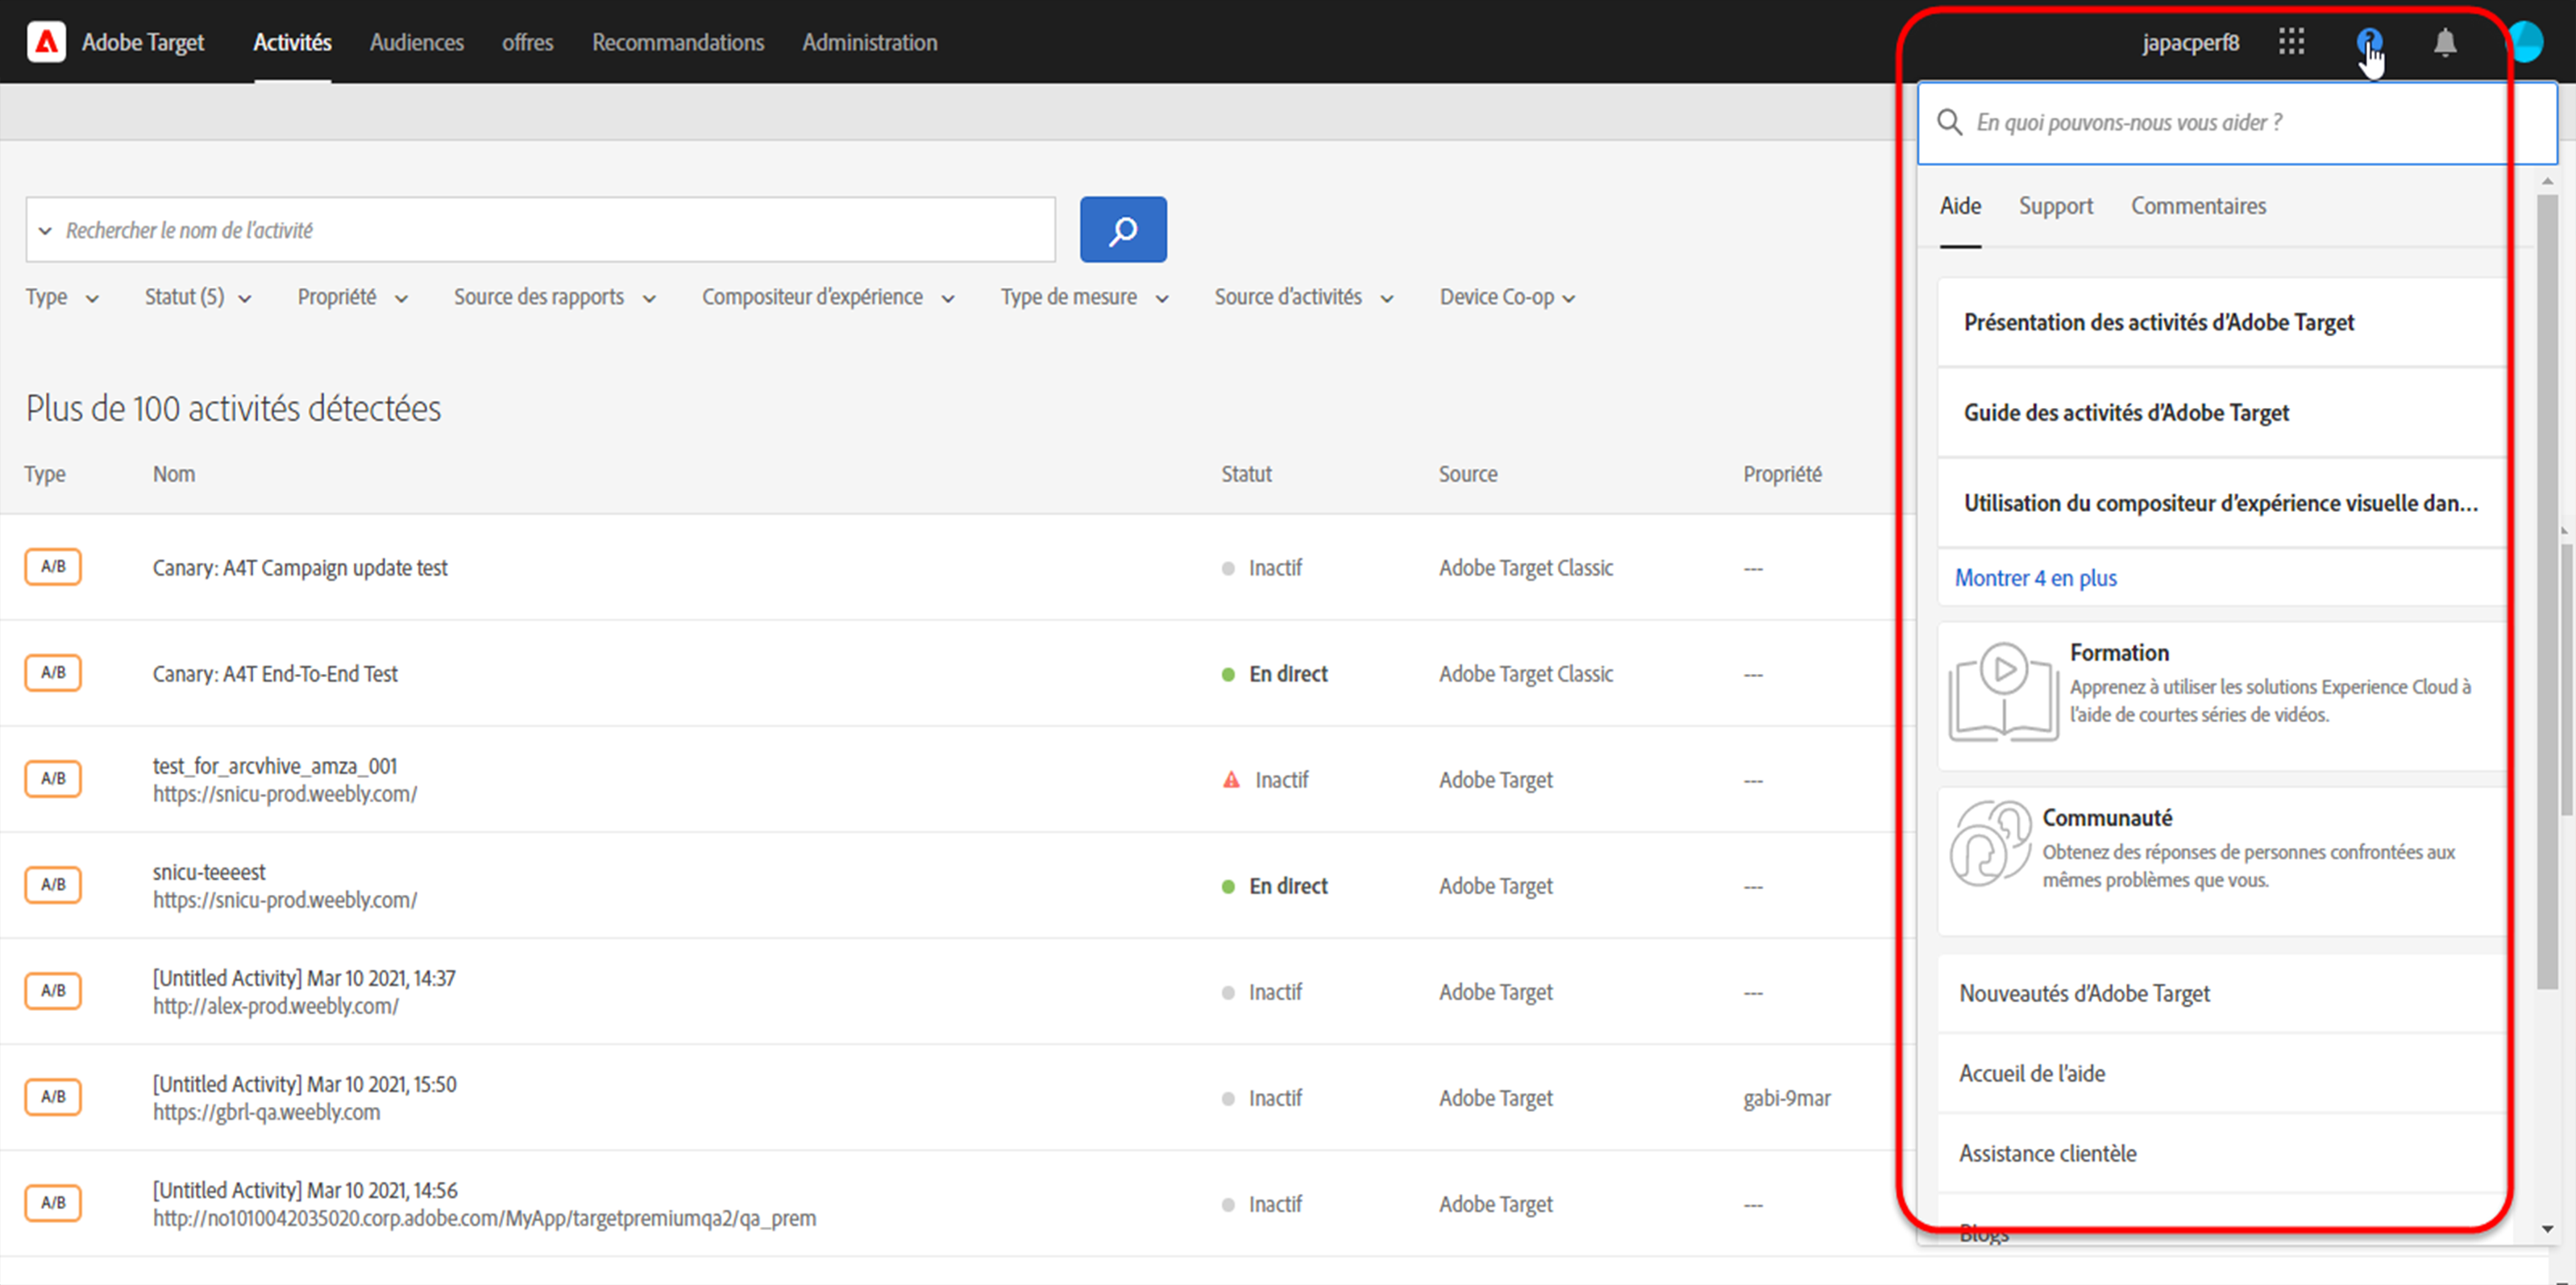 Adobe Target Activités Audiences offres Recommandations Administration japacperf8
En quoi pouvons-nous vous aider ?
Aide Support Commentaires
Rechercher le nom de l'activité
Type Statut (5) Propriété Source des rapports Compositeur d'expérience Type de mesure Source d'activités Device Co-op
Plus de 100 activités détectées
Type Nom Statut Source Propriété
A/B Canary: A4T Campaign update test Inactif Adobe Target Classic ---
A/B Canary: A4T End-To-End Test En direct Adobe Target Classic ---
A/B test_for_arcvhive_amza_001 Inactif Adobe Target ---
https://snicu-prod.weebly.com/
A/B snicu-teeeest En direct Adobe Target ---
https://snicu-prod.weebly.com/
A/B [Untitled Activity] Mar 10 2021, 14:37 Inactif Adobe Target ---
http://alex-prod.weebly.com/
A/B [Untitled Activity] Mar 10 2021, 15:50 Inactif Adobe Target gabi-9mar
https://gbrl-qa.weebly.com
A/B [Untitled Activity] Mar 10 2021, 14:56 Inactif Adobe Target ---
http://no1010042035020.corp.adobe.com/MyApp/targetpremiumqa2/qa_prem
Présentation des activités d'Adobe Target
Guide des activités d'Adobe Target
Utilisation du compositeur d'expérience visuelle dan...
Montrer 4 en plus
Formation
Apprenez à utiliser les solutions Experience Cloud à
l'aide de courtes séries de vidéos.
Communauté
Obtenez des réponses de personnes confrontées aux
mêmes problèmes que vous.
Nouveautés d'Adobe Target
Accueil de l'aide
Assistance clientèle
Blogs